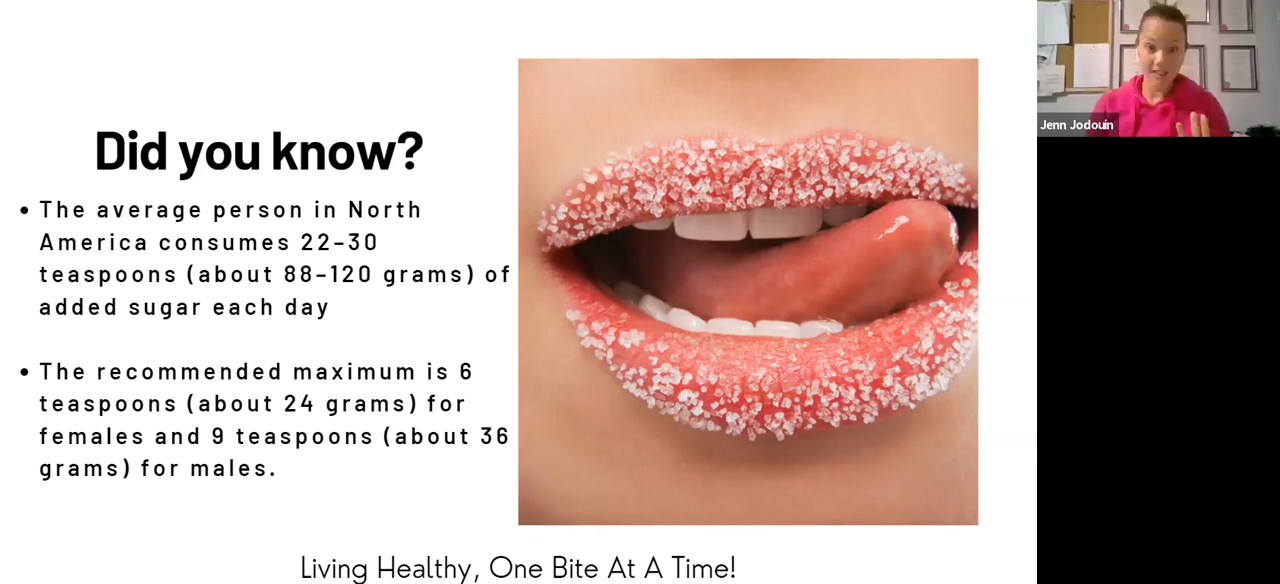 Did you know?
• The average person in North
America consumes 22-30
teaspoons (about 88-120 grams) of
added sugar each day
• The recommended maximum is 6
teaspoons (about 24 grams) for
females and 9 teaspoons (about 36
grams) for males.
Living Healthy, One Bite At A Time!
Jenn Jodouin